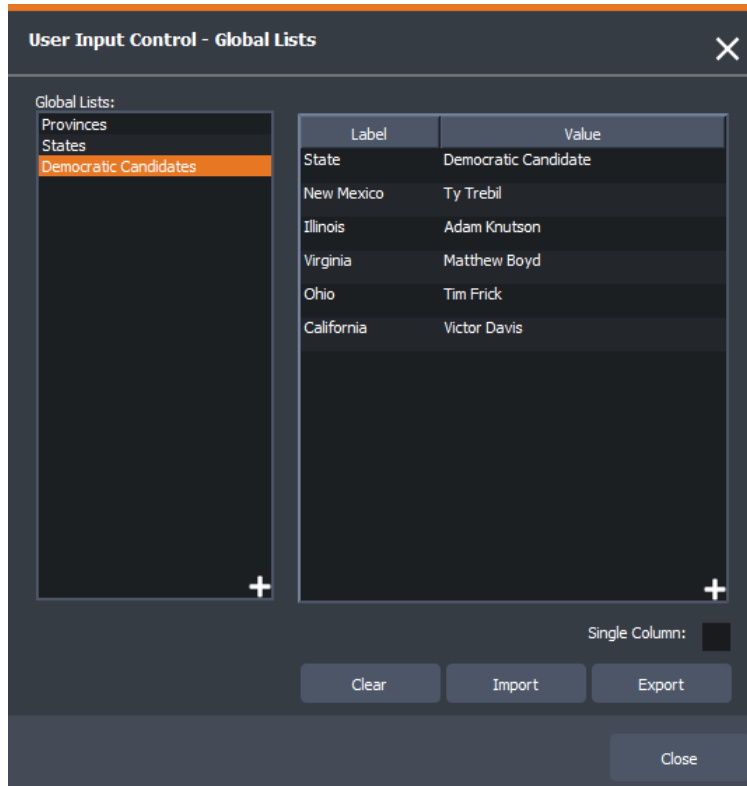 User Input Control - Global Lists
Global Lists:
Provinces
States
Democratic Candidates
Label Value
State Democratic Candidate
New Mexico Ty Trebil
Illinois Adam Knutson
Virginia Matthew Boyd
Ohio Tim Frick
California Victor Davis
Single Column:
Clear Import Export
Close